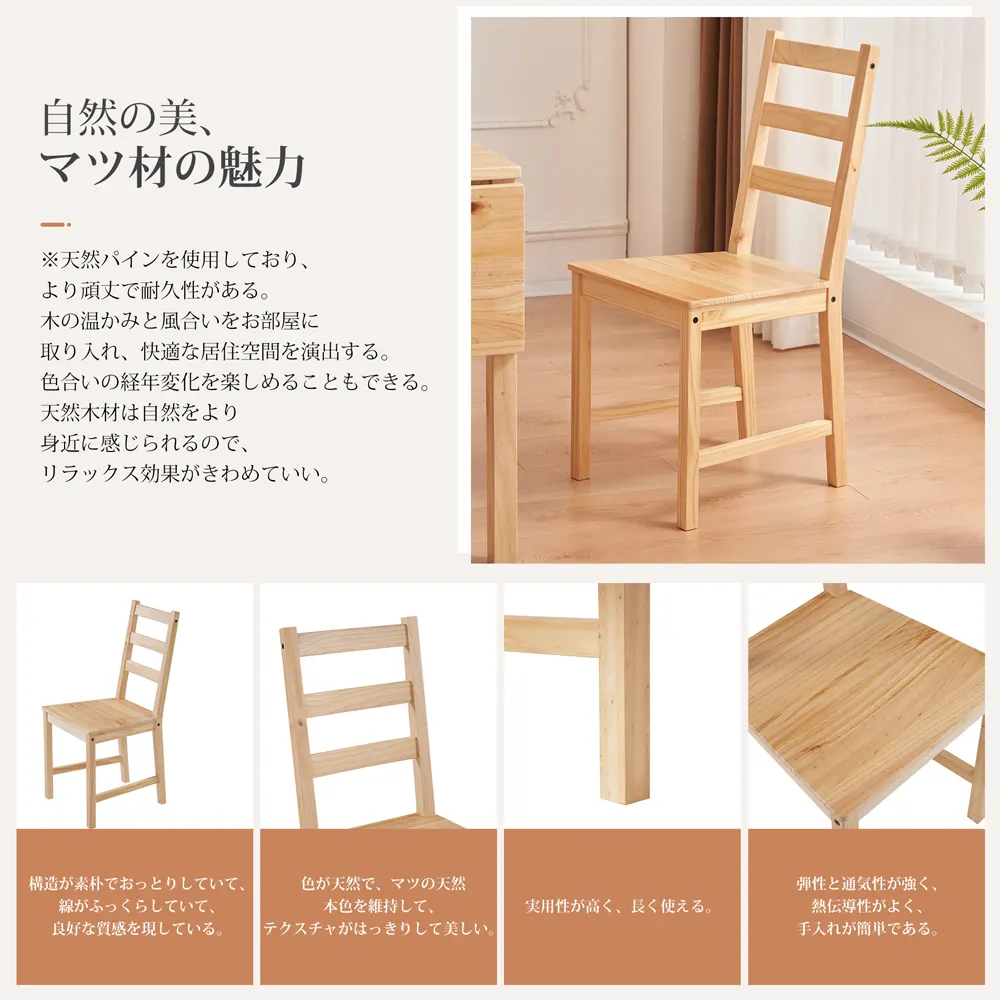 自然の美、
マツ材の魅力
※天然パインを使用しており、
より頑丈で耐久性がある。
木の温かみと風合いをお部屋に
取り入れ、快適な居住空間を演出する。
色合いの経年変化を楽しめることもできる。
天然木材は自然をより
身近に感じられるので、
リラックス効果がきわめていい。
構造が素朴でおっとりしていて、
線がふっくらしていて、
良好な質感を現している。
色が天然で、マツの天然
本色を維持して、
テクスチャがはっきりして美しい。
実用性が高く、長く使える。
弾性と通気性が強く、
熱伝導性がよく、
手入れが簡単である。